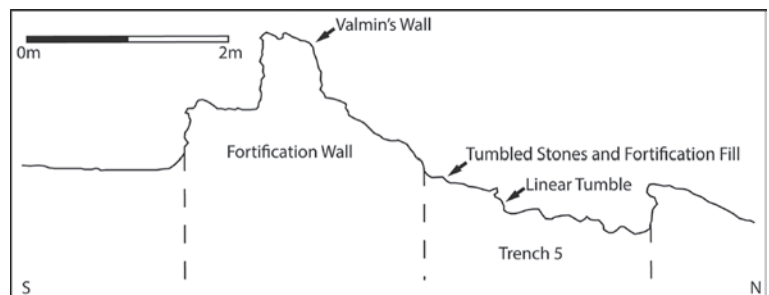 Valmin's Wall
0m 2m
Fortification Wall
Tumbled Stones and Fortification Fill
Linear Tumble
Trench 5
S N